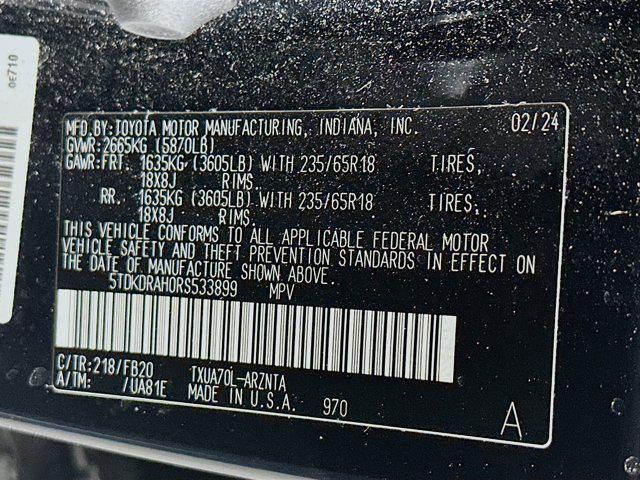 0E710
MFD.BY:TOYOTA MOTOR MANUFACTURING, INDIANA, INC. 02/24
GVWR:2665KG (5870LB)
GAWR:FRT. 1635KG (3605LB) WITH 235/65R18 TIRES,
18X8J RIMS.
RR. 1635KG (3605LB) WITH 235/65R18 TIRES,
18X8J RIMS.
THIS VEHICLE CONFORMS TO ALL APPLICABLE FEDERAL MOTOR
VEHICLE SAFETY AND THEFT PREVENTION STANDARDS IN EFFECT ON
THE DATE OF MANUFACTURE SHOWN ABOVE.
5TDKDRAH0RS533899 MPV
C/TR:218/FB20 TXUA70L-ARZNTA
A/TM: /UA81E MADE IN U.S.A. 970 A